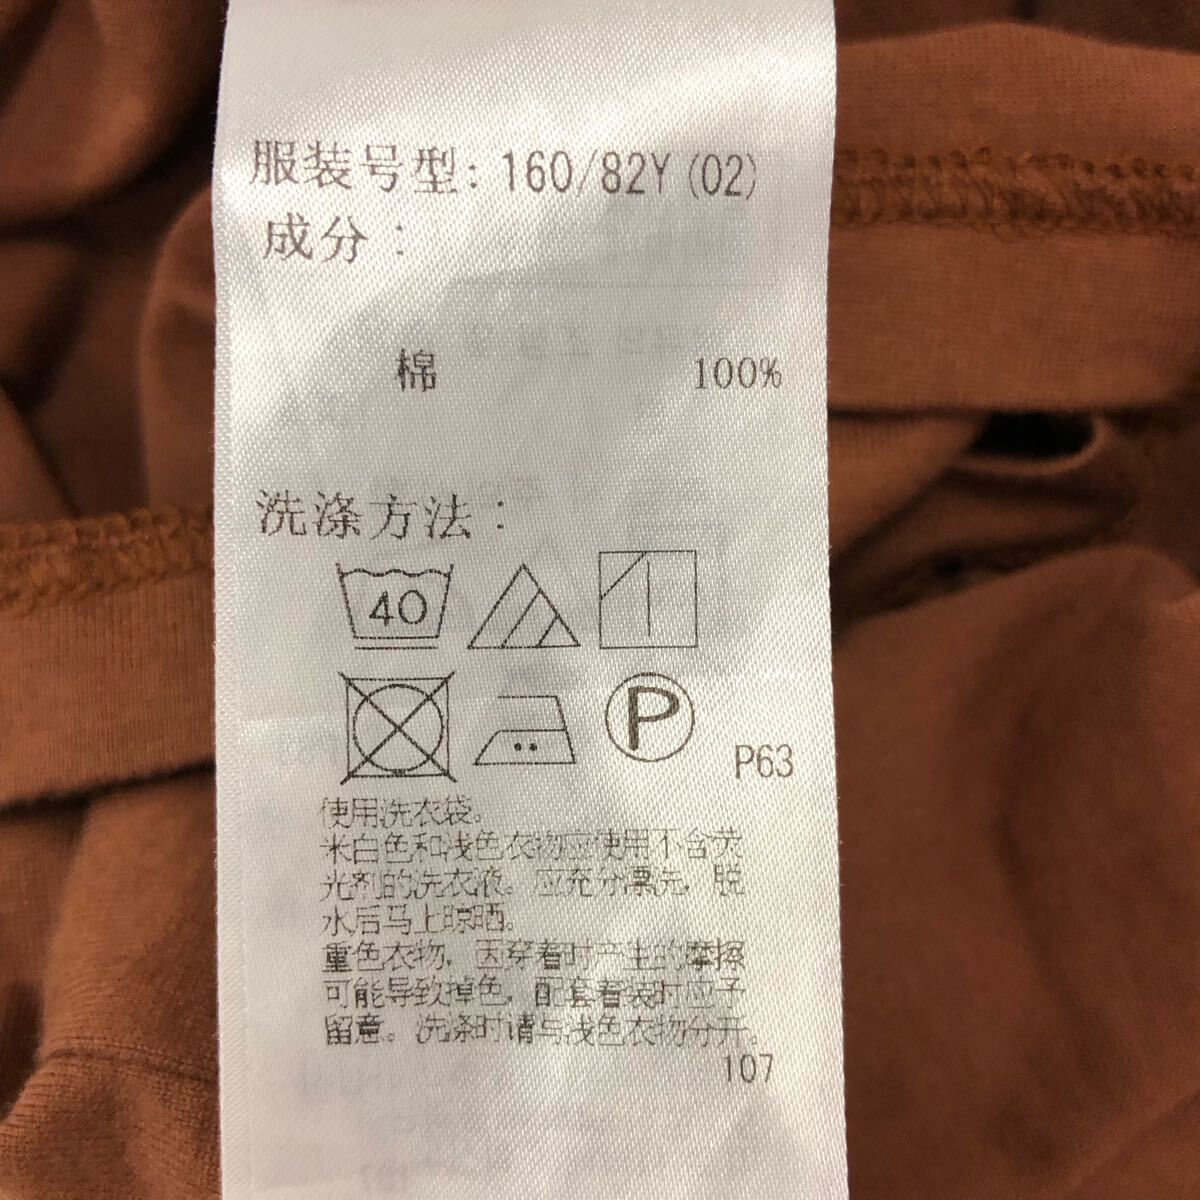 服装号型: 160/82Y (02)
成分：
棉 100%
洗涤方法：
40
P
P63
使用洗衣袋。
米白色和浅色衣物应使用不含荧
光剂的洗衣液。应充分漂洗，脱
水后马上晾晒。
重色衣物，因穿着时产生的摩擦
可能导致掉色，配套着装时应予
留意。洗涤时请与浅色衣物分开。
107